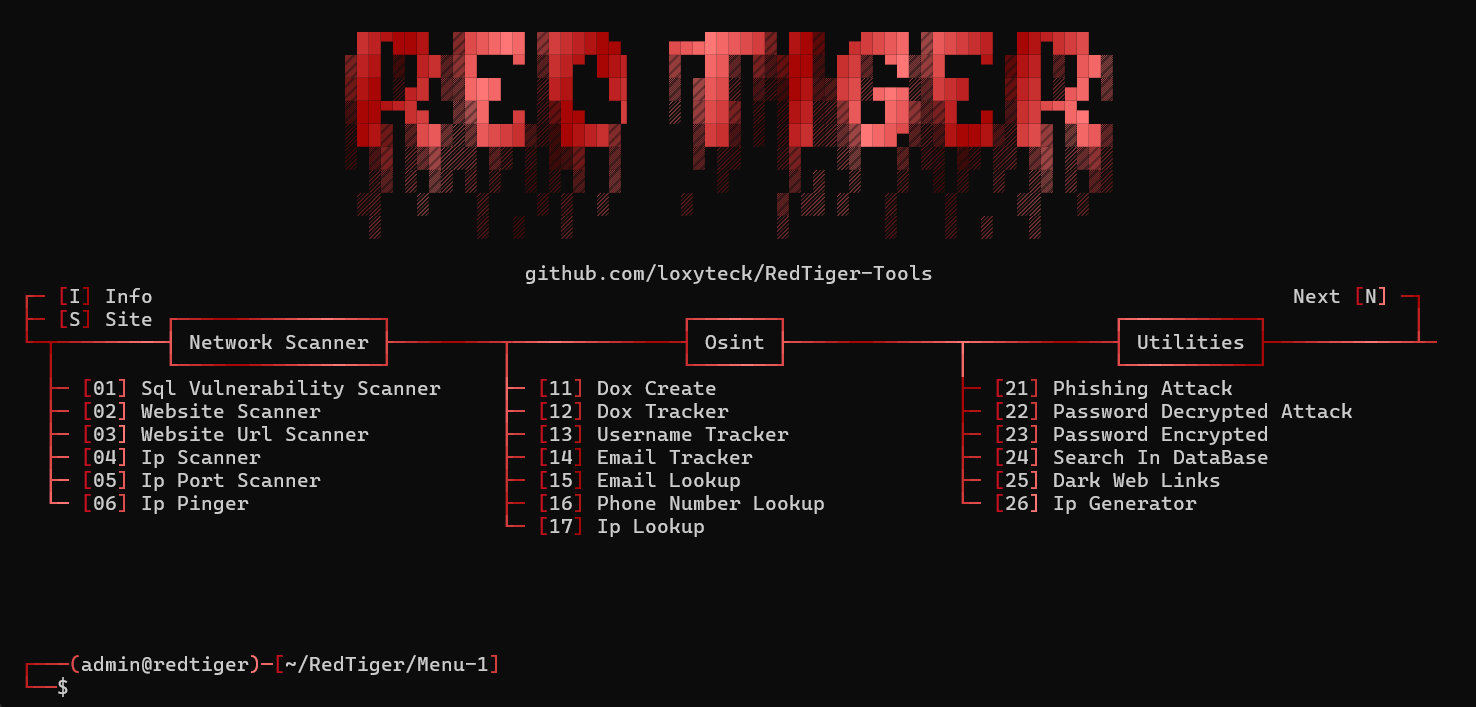 RED TIGER
github.com/loxyteck/RedTiger-Tools
[I] Info
Next [N]
[S] Site
Network Scanner
Osint
Utilities
[01] Sql Vulnerability Scanner
[11] Dox Create
[21] Phishing Attack
[02] Website Scanner
[12] Dox Tracker
[22] Password Decrypted Attack
[03] Website Url Scanner
[13] Username Tracker
[23] Password Encrypted
[04] Ip Scanner
[14] Email Tracker
[24] Search In DataBase
[05] Ip Port Scanner
[15] Email Lookup
[25] Dark Web Links
[06] Ip Pinger
[16] Phone Number Lookup
[26] Ip Generator
[17] Ip Lookup
(admin@redtiger)-[~/RedTiger/Menu-1]
$